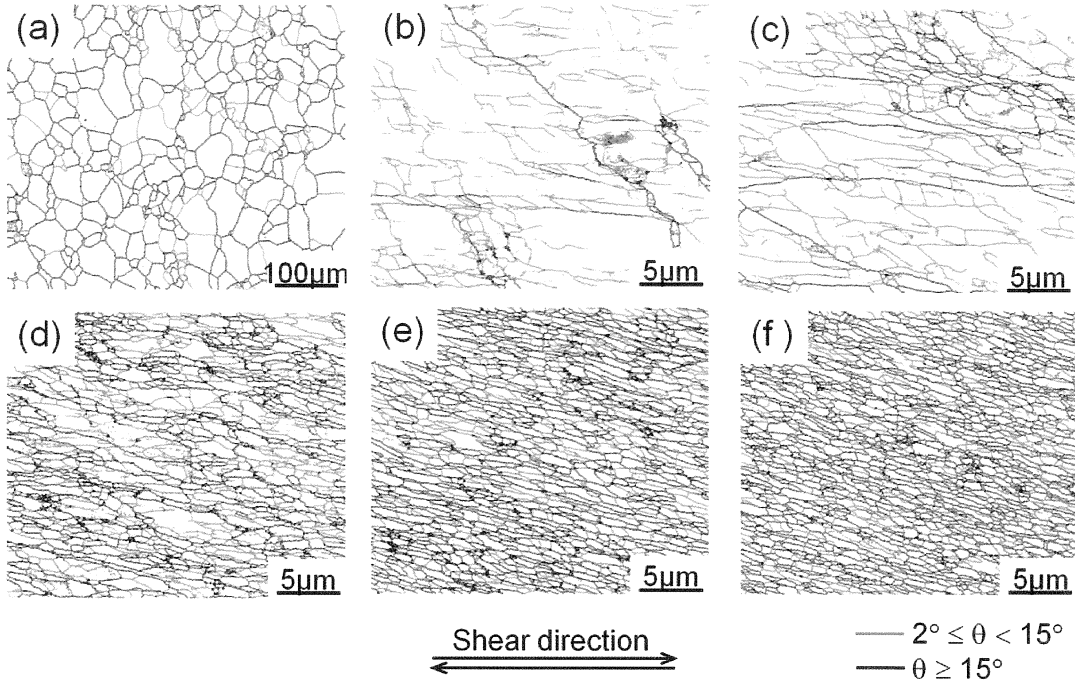 (a)
(b)
(c)
100µm
5µm
5µm
(d)
(e)
(f )
5µm
5µm
5µm
Shear direction
2° ≤ θ < 15°
θ ≥ 15°